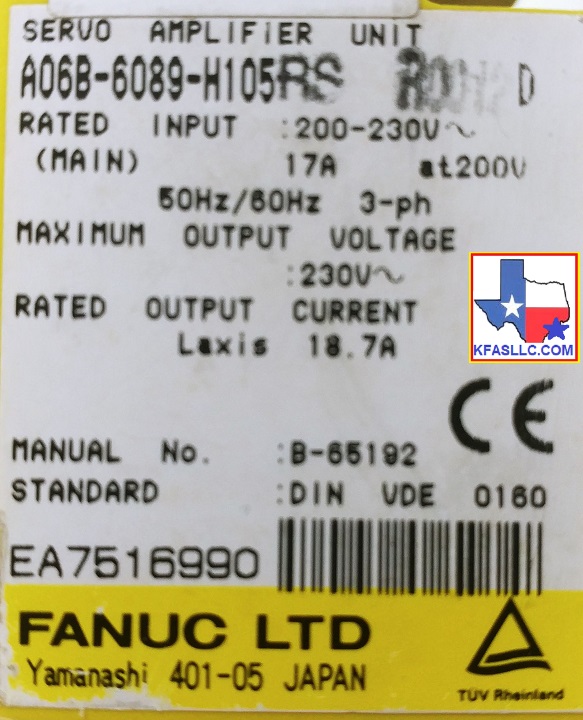 SERVO AMPLIFIER UNIT
A06B-6089-H105RS D
RATED INPUT :200-230V～
(MAIN) 17A at200V
50Hz/60Hz 3-ph
MAXIMUM OUTPUT VOLTAGE
:230V～
RATED OUTPUT CURRENT
Laxis 18.7A
KFASLLC.COM
CE
MANUAL No. :B-65192
STANDARD :DIN VDE 0160
EA7516990
FANUC LTD
Yamanashi 401-05 JAPAN
TÜV Rheinland